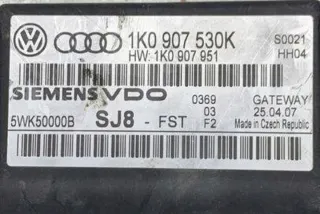 1K0 907 530K S0021
HW: 1K0 907 951 HH04
SIEMENS VDO 0369 GATEWAY
03 25.04.07
5WK50000B SJ8 - FST F2 Made in Czech Republic